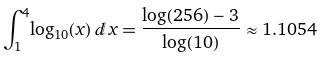 ∫₁⁴ log₁₀(x) dx = (log(256) − 3) / log(10) ≈ 1.1054